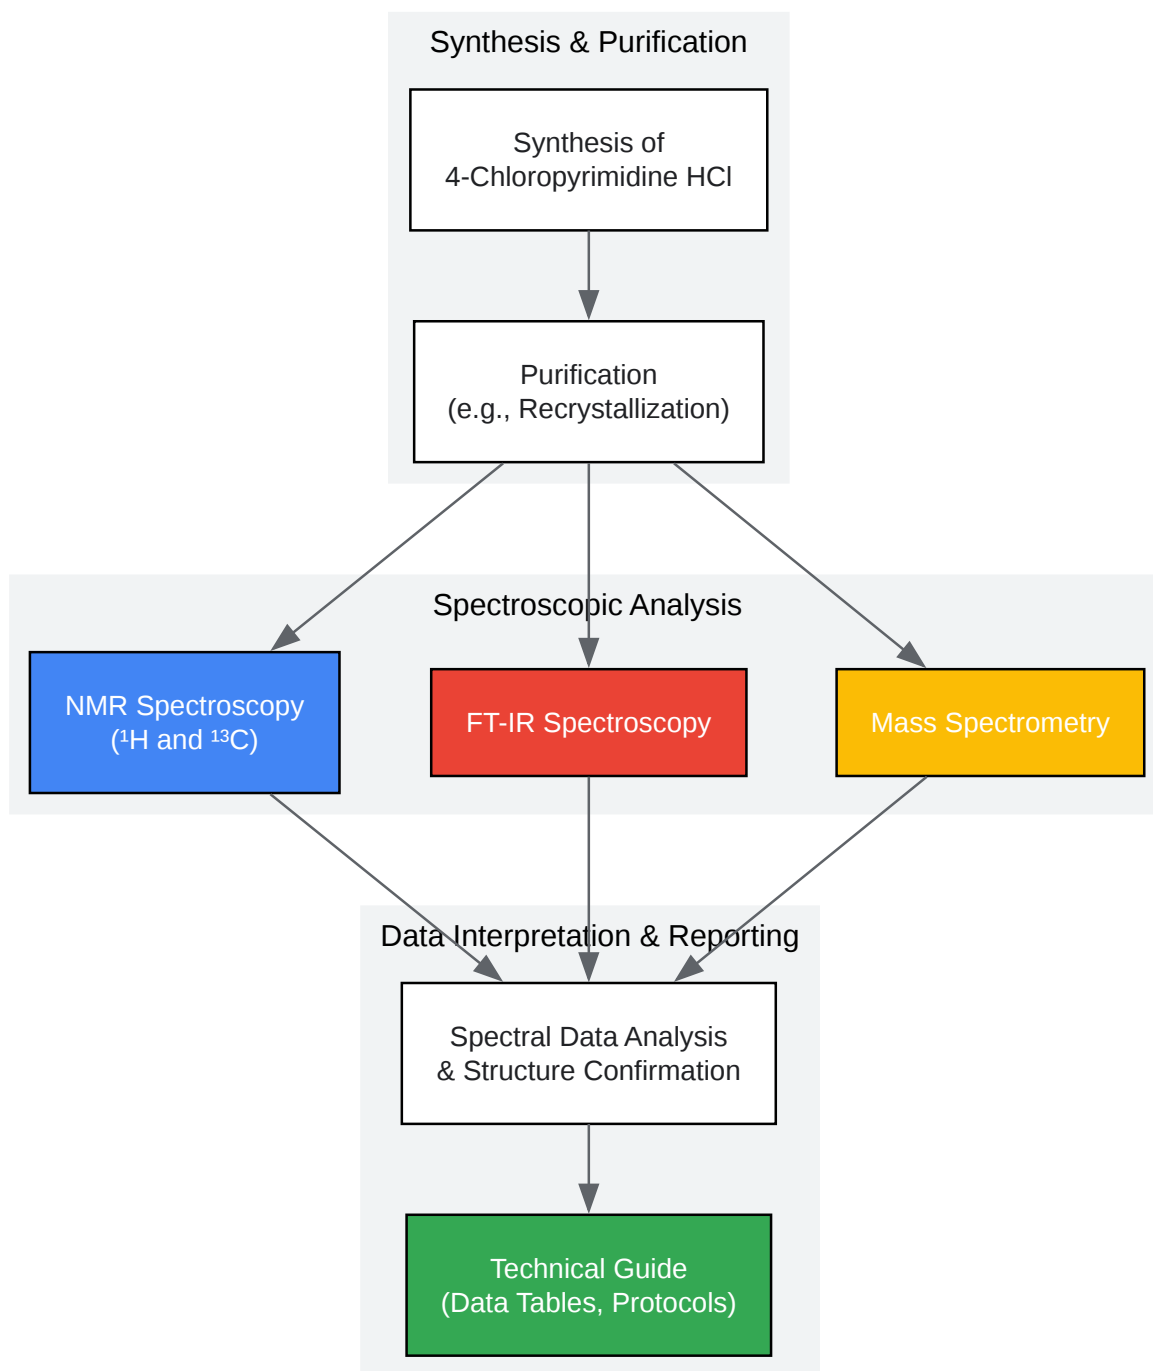 Synthesis & Purification
Synthesis of
4-Chloropyrimidine HCl
Purification
(e.g., Recrystallization)
Spectroscopic Analysis
NMR Spectroscopy
(¹H and ¹³C)
FT-IR Spectroscopy
Mass Spectrometry
Data Interpretation & Reporting
Spectral Data Analysis
& Structure Confirmation
Technical Guide
(Data Tables, Protocols)